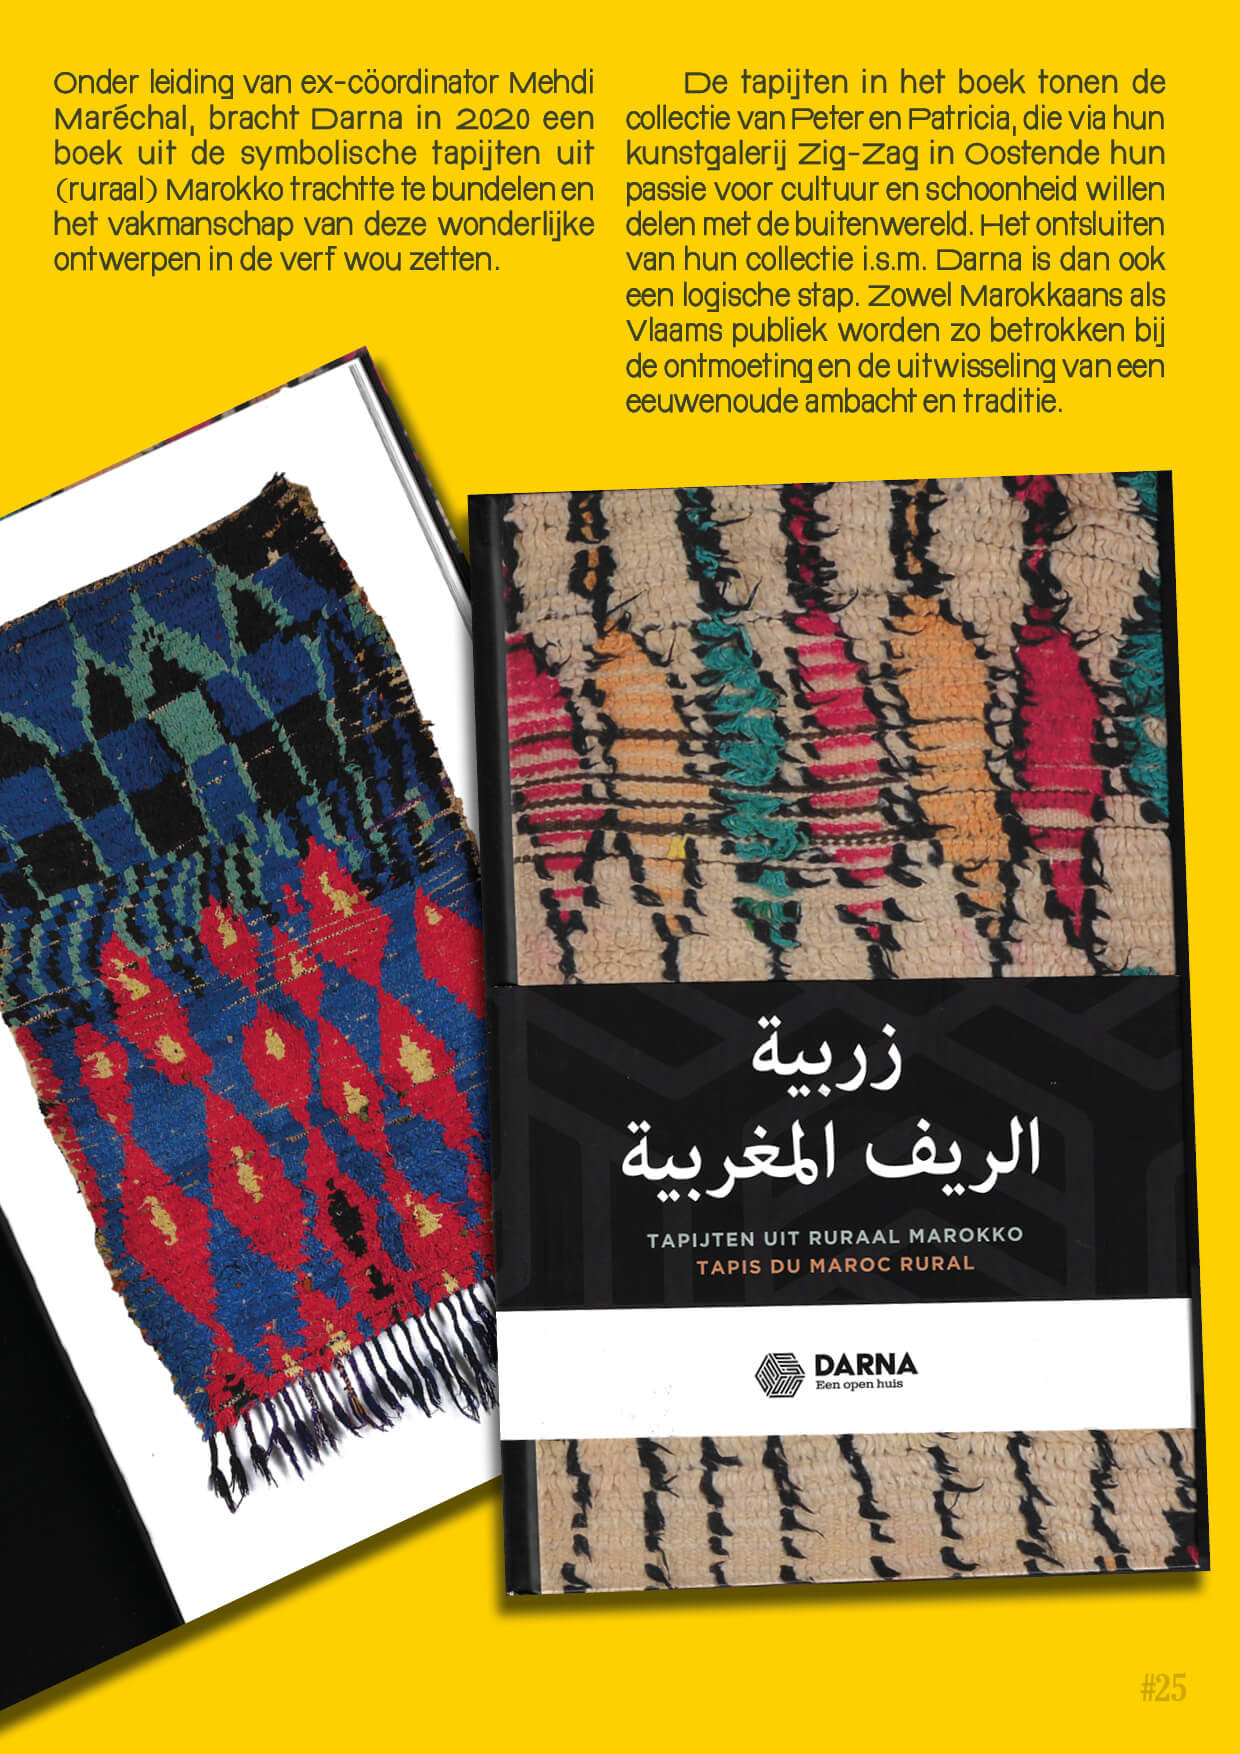 Onder leiding van ex-cöordinator Mehdi
Maréchal, bracht Darna in 2020 een
boek uit de symbolische tapijten uit
(ruraal) Marokko trachtte te bundelen en
het vakmanschap van deze wonderlijke
ontwerpen in de verf wou zetten.
De tapijten in het boek tonen de
collectie van Peter en Patricia, die via hun
kunstgalerij Zig-Zag in Oostende hun
passie voor cultuur en schoonheid willen
delen met de buitenwereld. Het ontsluiten
van hun collectie i.s.m. Darna is dan ook
een logische stap. Zowel Marokkaans als
Vlaams publiek worden zo betrokken bij
de ontmoeting en de uitwisseling van een
eeuwenoude ambacht en traditie.
زربية
الريف المغربية
TAPIJTEN UIT RURAAL MAROKKO
TAPIS DU MAROC RURAL
DARNA
Een open huis
#25